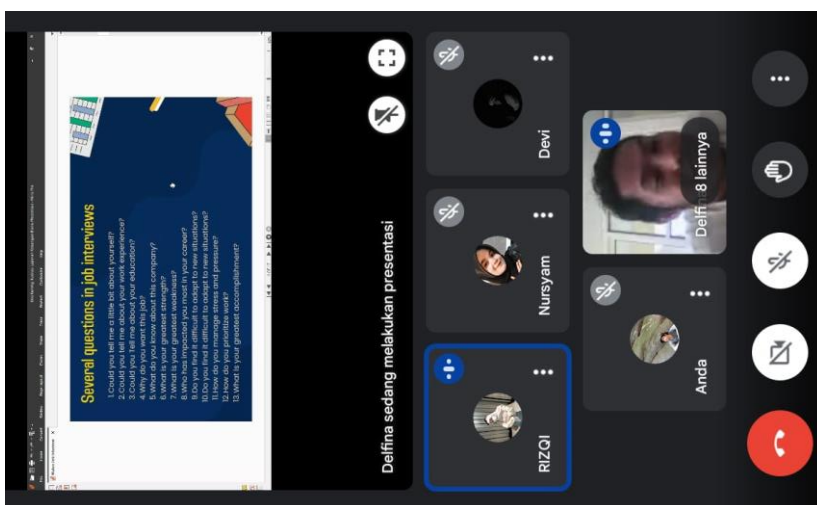 Several questions in job interviews
1.Could you tell me a little bit about yourself?
2.Could you tell me about your work experience?
3.Could you Tell me about your education?
4. Why do you want this job?
5. What do you know about this company?
6. What is your greatest strength?
7. What is your greatest weakness?
8. Who has impacted you most in your career?
9. Do you find it difficult to adapt to new situations?
10.Do you find it difficult to adapt to new situations?
11.How do you manage stress and pressure?
12. How do you prioritize work?
13. What is your greatest accomplishment?
Delfina sedang melakukan presentasi
RIZQI
Nursyam
Devi
Anda
Delfin
8 lainnya